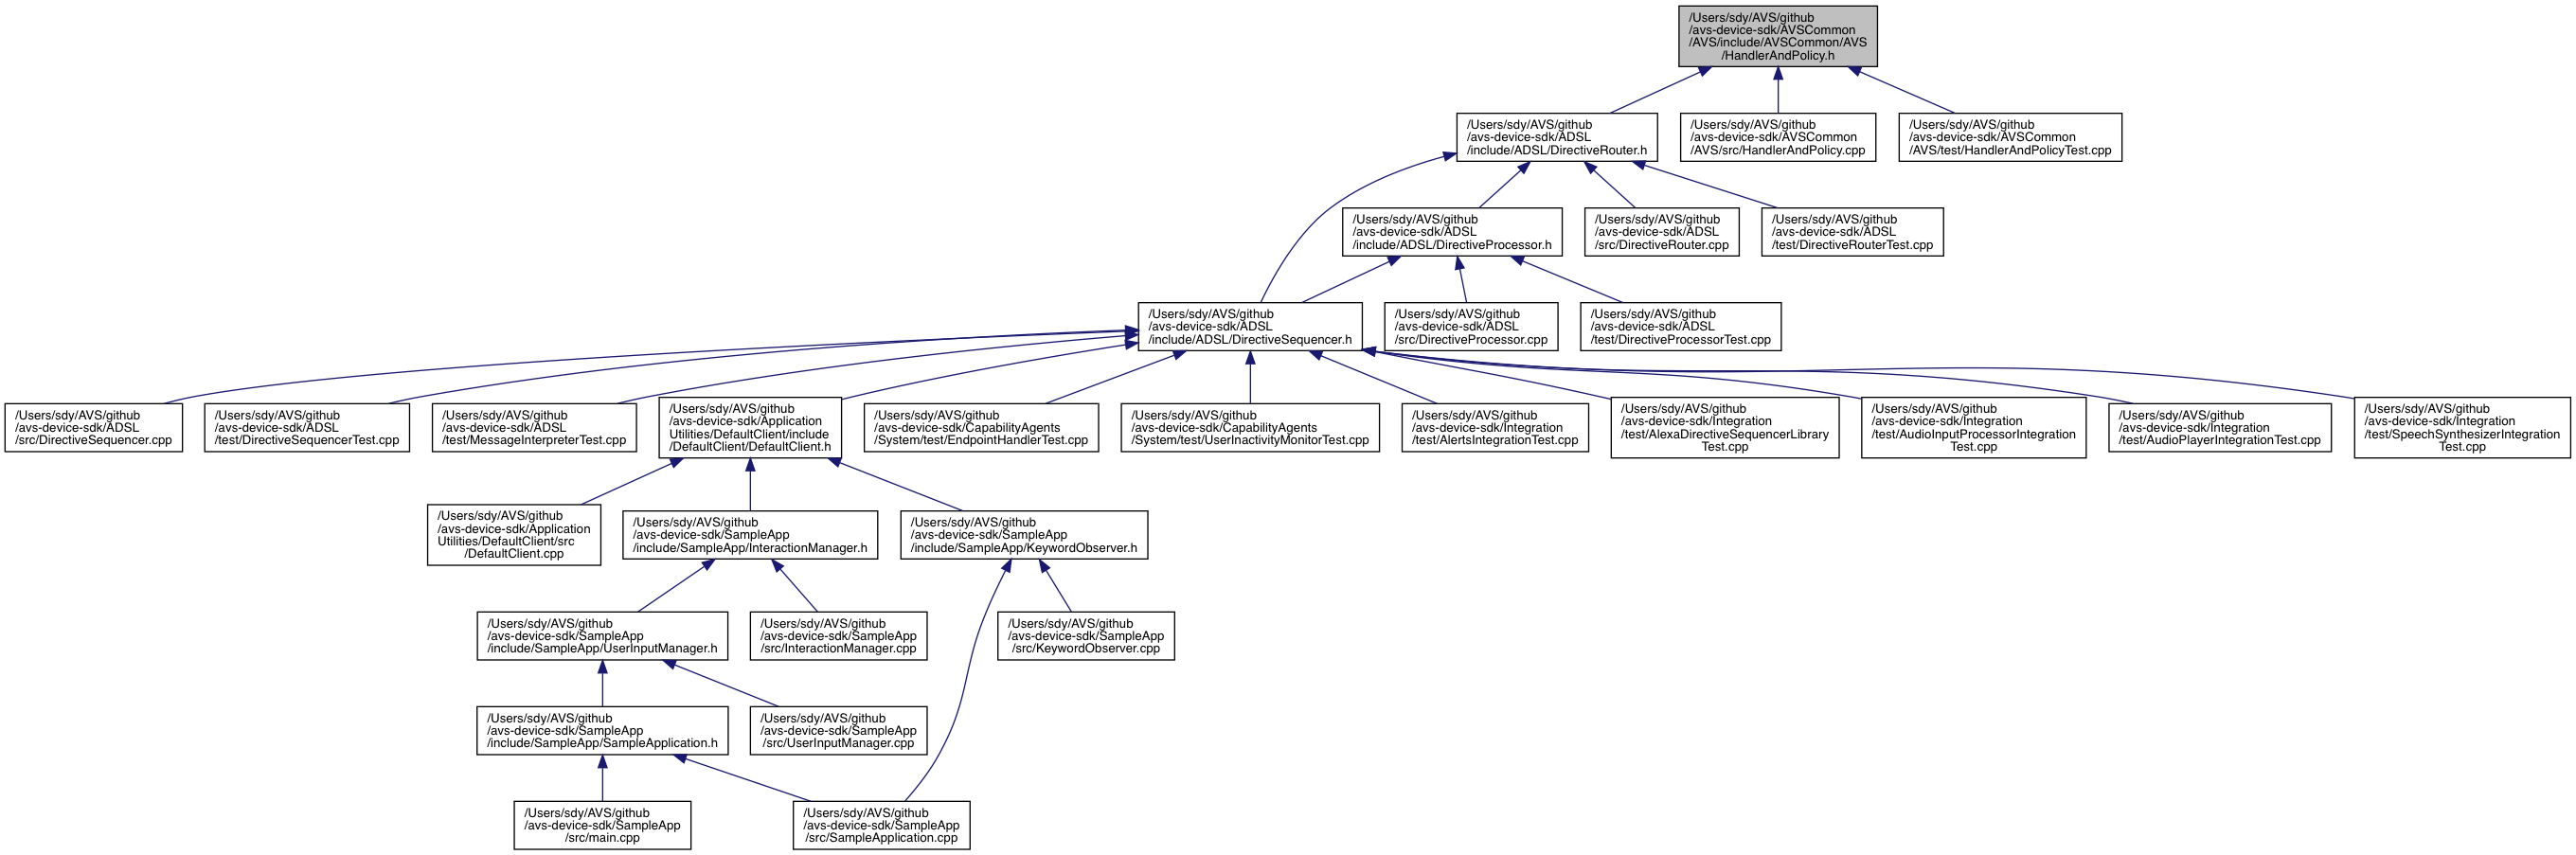 /Users/sdy/AVS/github
/avs-device-sdk/AVSCommon
/AVS/include/AVSCommon/AVS
/HandlerAndPolicy.h
/Users/sdy/AVS/github
/avs-device-sdk/ADSL
/include/ADSL/DirectiveRouter.h
/Users/sdy/AVS/github
/avs-device-sdk/AVSCommon
/AVS/src/HandlerAndPolicy.cpp
/Users/sdy/AVS/github
/avs-device-sdk/AVSCommon
/AVS/test/HandlerAndPolicyTest.cpp
/Users/sdy/AVS/github
/avs-device-sdk/ADSL
/include/ADSL/DirectiveProcessor.h
/Users/sdy/AVS/github
/avs-device-sdk/ADSL
/src/DirectiveRouter.cpp
/Users/sdy/AVS/github
/avs-device-sdk/ADSL
/test/DirectiveRouterTest.cpp
/Users/sdy/AVS/github
/avs-device-sdk/ADSL
/include/ADSL/DirectiveSequencer.h
/Users/sdy/AVS/github
/avs-device-sdk/ADSL
/src/DirectiveProcessor.cpp
/Users/sdy/AVS/github
/avs-device-sdk/ADSL
/test/DirectiveProcessorTest.cpp
/Users/sdy/AVS/github
/avs-device-sdk/ADSL
/src/DirectiveSequencer.cpp
/Users/sdy/AVS/github
/avs-device-sdk/ADSL
/test/DirectiveSequencerTest.cpp
/Users/sdy/AVS/github
/avs-device-sdk/ADSL
/test/MessageInterpreterTest.cpp
/Users/sdy/AVS/github
/avs-device-sdk/Application
Utilities/DefaultClient/include
/DefaultClient/DefaultClient.h
/Users/sdy/AVS/github
/avs-device-sdk/CapabilityAgents
/System/test/EndpointHandlerTest.cpp
/Users/sdy/AVS/github
/avs-device-sdk/CapabilityAgents
/System/test/UserInactivityMonitorTest.cpp
/Users/sdy/AVS/github
/avs-device-sdk/Integration
/test/AlertsIntegrationTest.cpp
/Users/sdy/AVS/github
/avs-device-sdk/Integration
/test/AlexaDirectiveSequencerLibrary
Test.cpp
/Users/sdy/AVS/github
/avs-device-sdk/Integration
/test/AudioInputProcessorIntegration
Test.cpp
/Users/sdy/AVS/github
/avs-device-sdk/Integration
/test/AudioPlayerIntegrationTest.cpp
/Users/sdy/AVS/github
/avs-device-sdk/Integration
/test/SpeechSynthesizerIntegration
Test.cpp
/Users/sdy/AVS/github
/avs-device-sdk/Application
Utilities/DefaultClient/src
/DefaultClient.cpp
/Users/sdy/AVS/github
/avs-device-sdk/SampleApp
/include/SampleApp/InteractionManager.h
/Users/sdy/AVS/github
/avs-device-sdk/SampleApp
/include/SampleApp/KeywordObserver.h
/Users/sdy/AVS/github
/avs-device-sdk/SampleApp
/include/SampleApp/UserInputManager.h
/Users/sdy/AVS/github
/avs-device-sdk/SampleApp
/src/InteractionManager.cpp
/Users/sdy/AVS/github
/avs-device-sdk/SampleApp
/src/KeywordObserver.cpp
/Users/sdy/AVS/github
/avs-device-sdk/SampleApp
/include/SampleApp/SampleApplication.h
/Users/sdy/AVS/github
/avs-device-sdk/SampleApp
/src/UserInputManager.cpp
/Users/sdy/AVS/github
/avs-device-sdk/SampleApp
/src/main.cpp
/Users/sdy/AVS/github
/avs-device-sdk/SampleApp
/src/SampleApplication.cpp